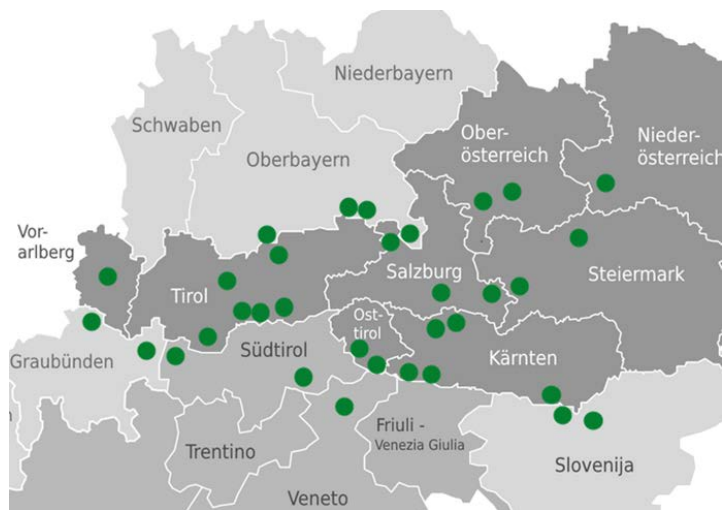 Niederbayern
Schwaben
Ober-
österreich
Nieder-
österreich
Oberbayern
Vor-
arlberg
Salzburg
Steiermark
Tirol
Ost-
tirol
Südtirol
Kärnten
Graubünden
Friuli -
Venezia Giulia
Trentino
Slovenija
Veneto